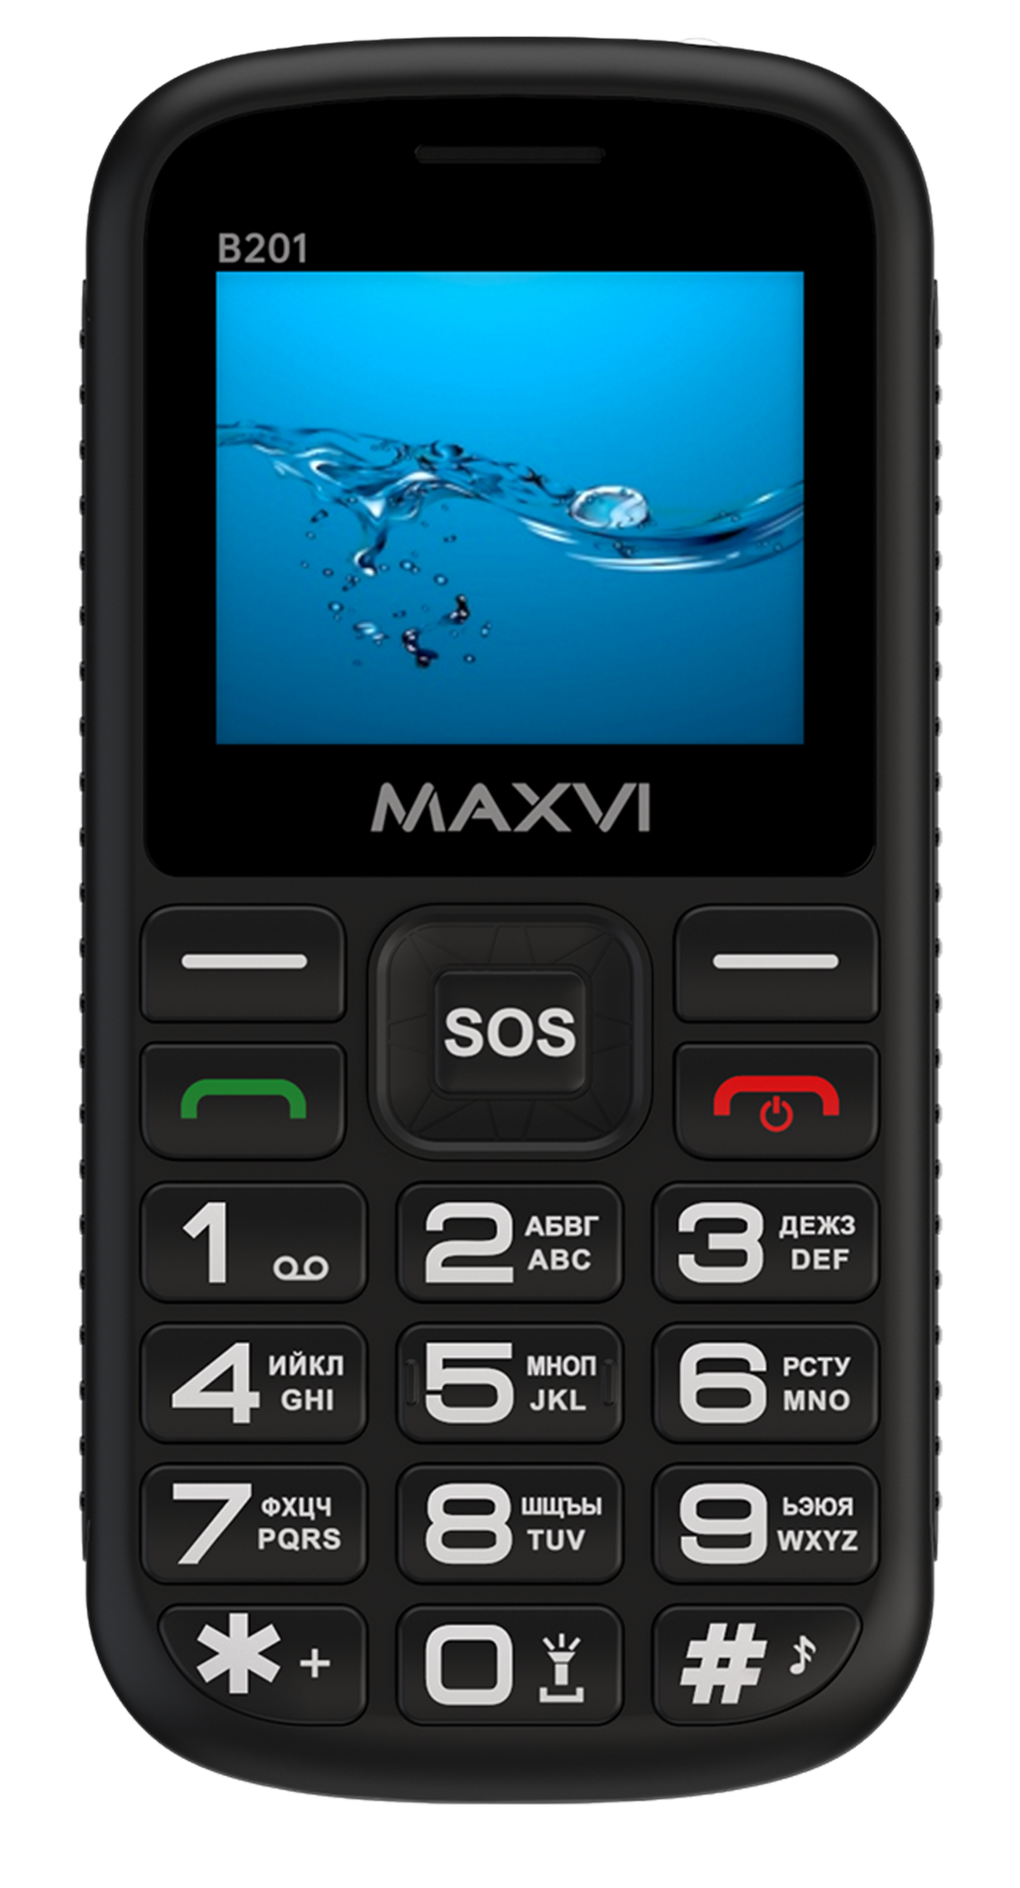 B201
MAXVI
SOS
1
2 АБВГ
ABC
3 ДЕЖЗ
DEF
4 ИЙКЛ
GHI
5 МНОП
JKL
6 РСТУ
MNO
7 ФХЦЧ
PQRS
8 ШЩЪЫ
TUV
9 ЬЭЮЯ
WXYZ
* +
0
#